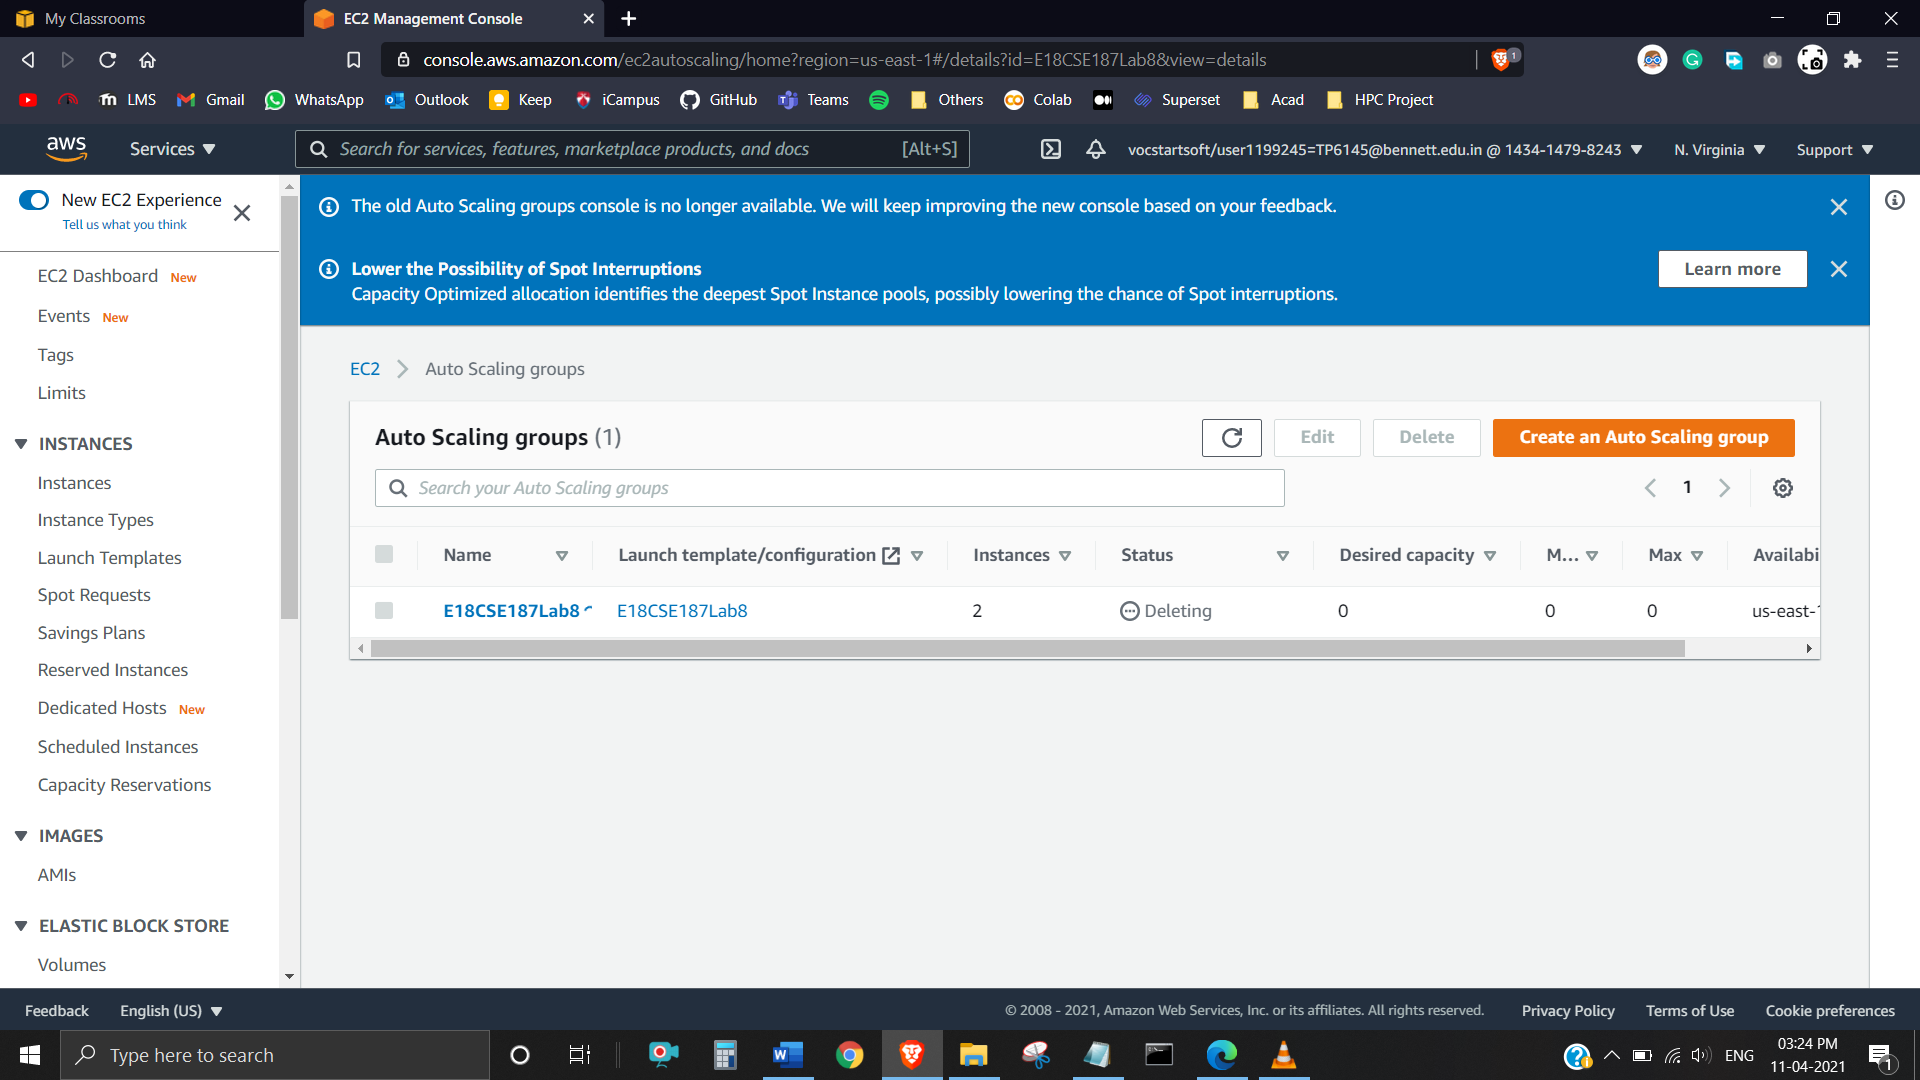 My Classrooms
EC2 Management Console
console.aws.amazon.com/ec2autoscaling/home?region=us-east-1#/details?id=E18CSE187Lab8&view=details
1
LMS Gmail WhatsApp Outlook Keep iCampus GitHub Teams Others Colab Superset Acad HPC Project
aws Services Search for services, features, marketplace products, and docs [Alt+S] vocstartsoft/user1199245=TP6145@bennett.edu.in @ 1434-1479-8243 N. Virginia Support
New EC2 Experience
Tell us what you think
EC2 Dashboard New
Events New
Tags
Limits
INSTANCES
Instances
Instance Types
Launch Templates
Spot Requests
Savings Plans
Reserved Instances
Dedicated Hosts New
Scheduled Instances
Capacity Reservations
IMAGES
AMIs
ELASTIC BLOCK STORE
Volumes
The old Auto Scaling groups console is no longer available. We will keep improving the new console based on your feedback.
Lower the Possibility of Spot Interruptions
Capacity Optimized allocation identifies the deepest Spot Instance pools, possibly lowering the chance of Spot interruptions.
Learn more
EC2 Auto Scaling groups
Auto Scaling groups (1)
Edit Delete Create an Auto Scaling group
Search your Auto Scaling groups
1
Name Launch template/configuration Instances Status Desired capacity M... Max Availabi
E18CSE187Lab8 E18CSE187Lab8 2 Deleting 0 0 0 us-east-1
Feedback English (US) © 2008 - 2021, Amazon Web Services, Inc. or its affiliates. All rights reserved. Privacy Policy Terms of Use Cookie preferences
Type here to search
ENG
03:24 PM
11-04-2021
1